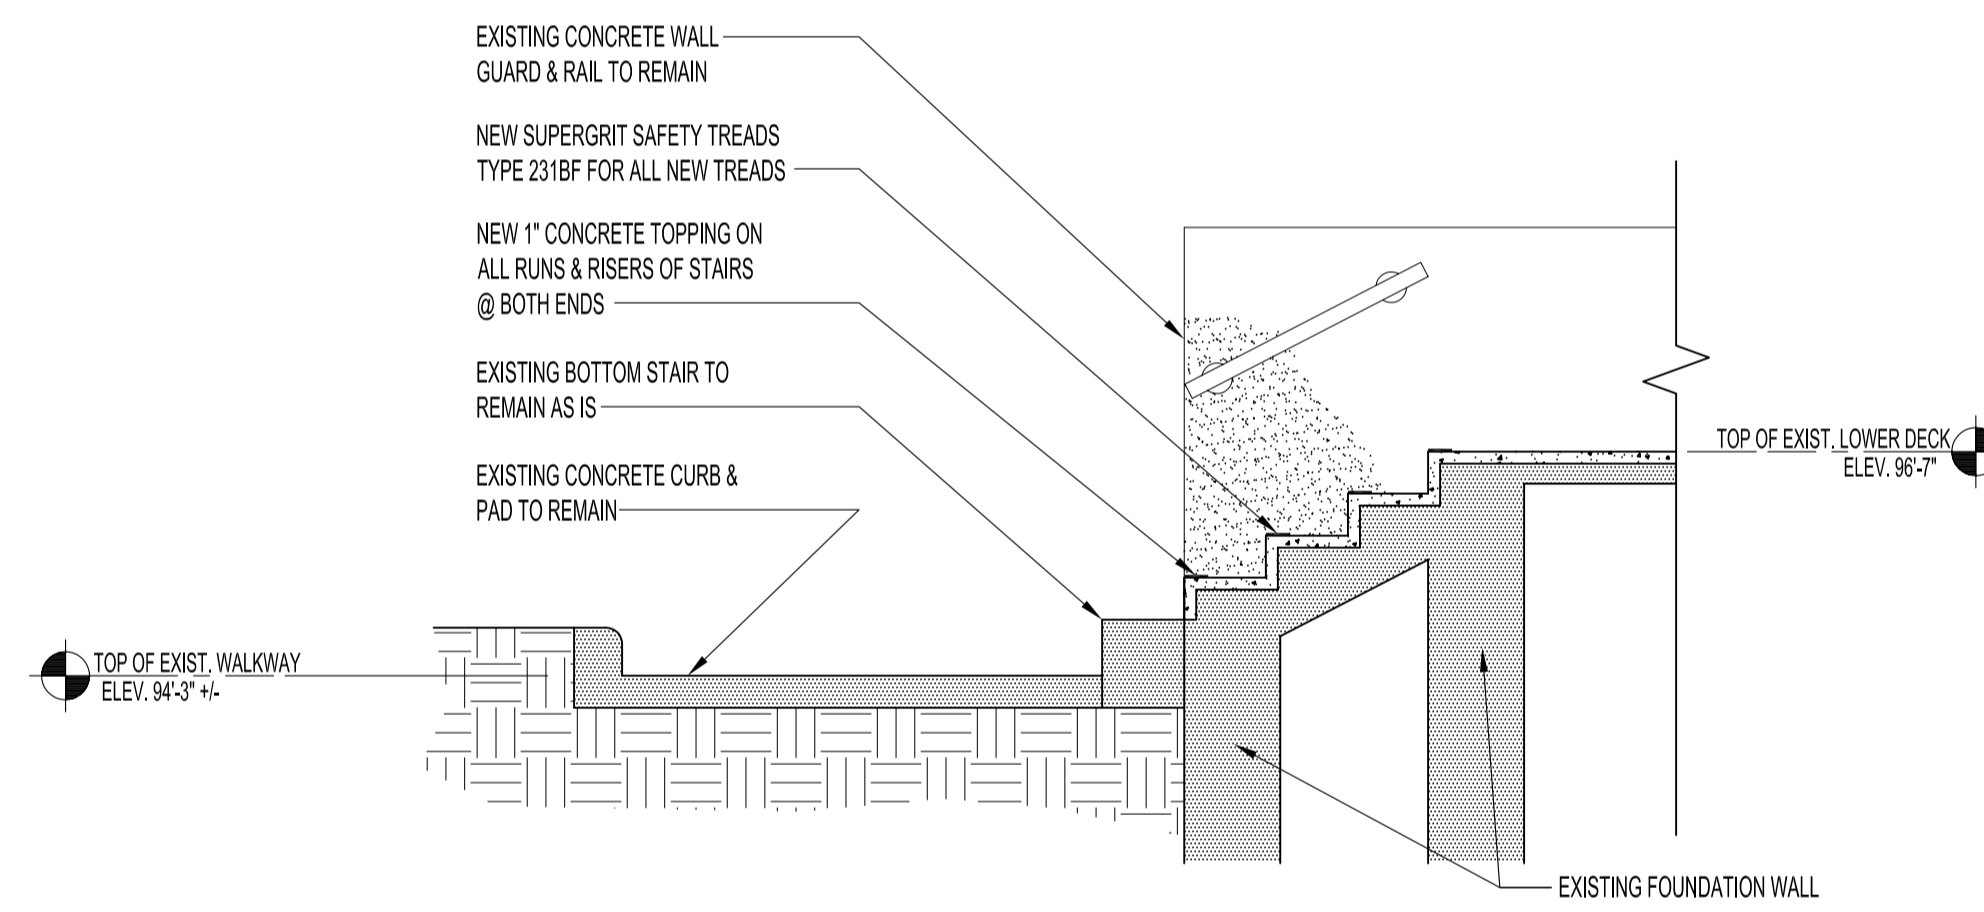 EXISTING CONCRETE WALL
GUARD & RAIL TO REMAIN
NEW SUPERGRIT SAFETY TREADS
TYPE 231BF FOR ALL NEW TREADS
NEW 1" CONCRETE TOPPING ON
ALL RUNS & RISERS OF STAIRS
@ BOTH ENDS
EXISTING BOTTOM STAIR TO
REMAIN AS IS
EXISTING CONCRETE CURB &
PAD TO REMAIN
TOP OF EXIST. LOWER DECK
ELEV. 96'-7"
TOP OF EXIST. WALKWAY
ELEV. 94'-3" +/-
EXISTING FOUNDATION WALL